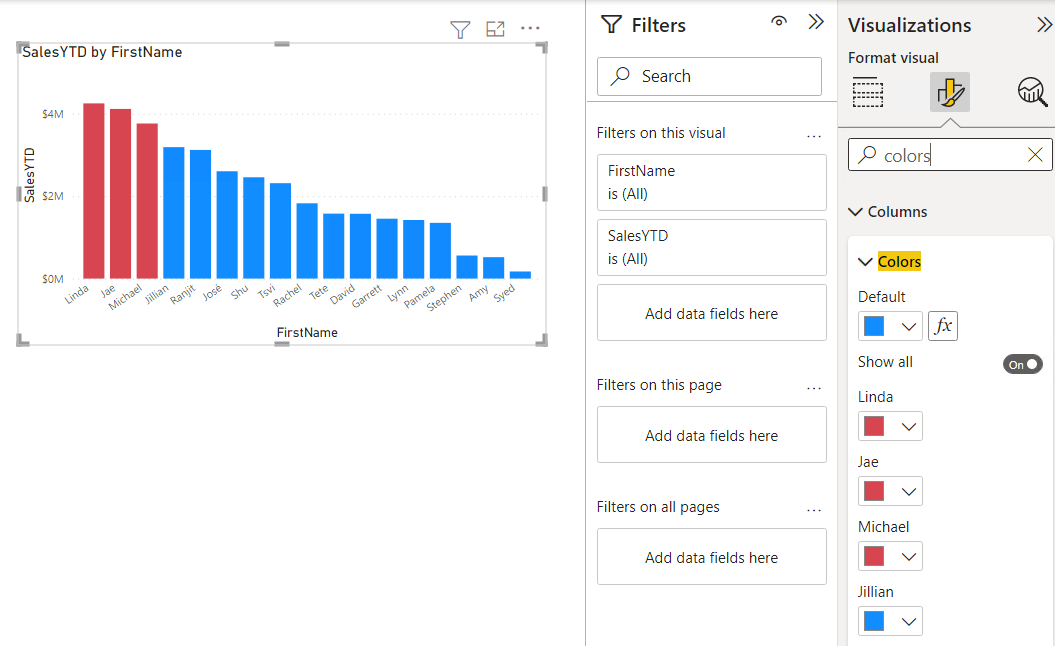 SalesYTD by FirstName
$4M
$2M
$0M
SalesYTD
Linda
Jae
Michael
Jillian
Ranjit
José
Shu
Tsvi
Rachel
Tete
David
Garrett
Lynn
Pamela
Stephen
Amy
Syed
FirstName
Filters
Search
Filters on this visual
...
FirstName
is (All)
SalesYTD
is (All)
Add data fields here
Filters on this page
...
Add data fields here
Filters on all pages
...
Add data fields here
Visualizations
Format visual
colors
Columns
Colors
Default
fx
Show all
On
Linda
Jae
Michael
Jillian